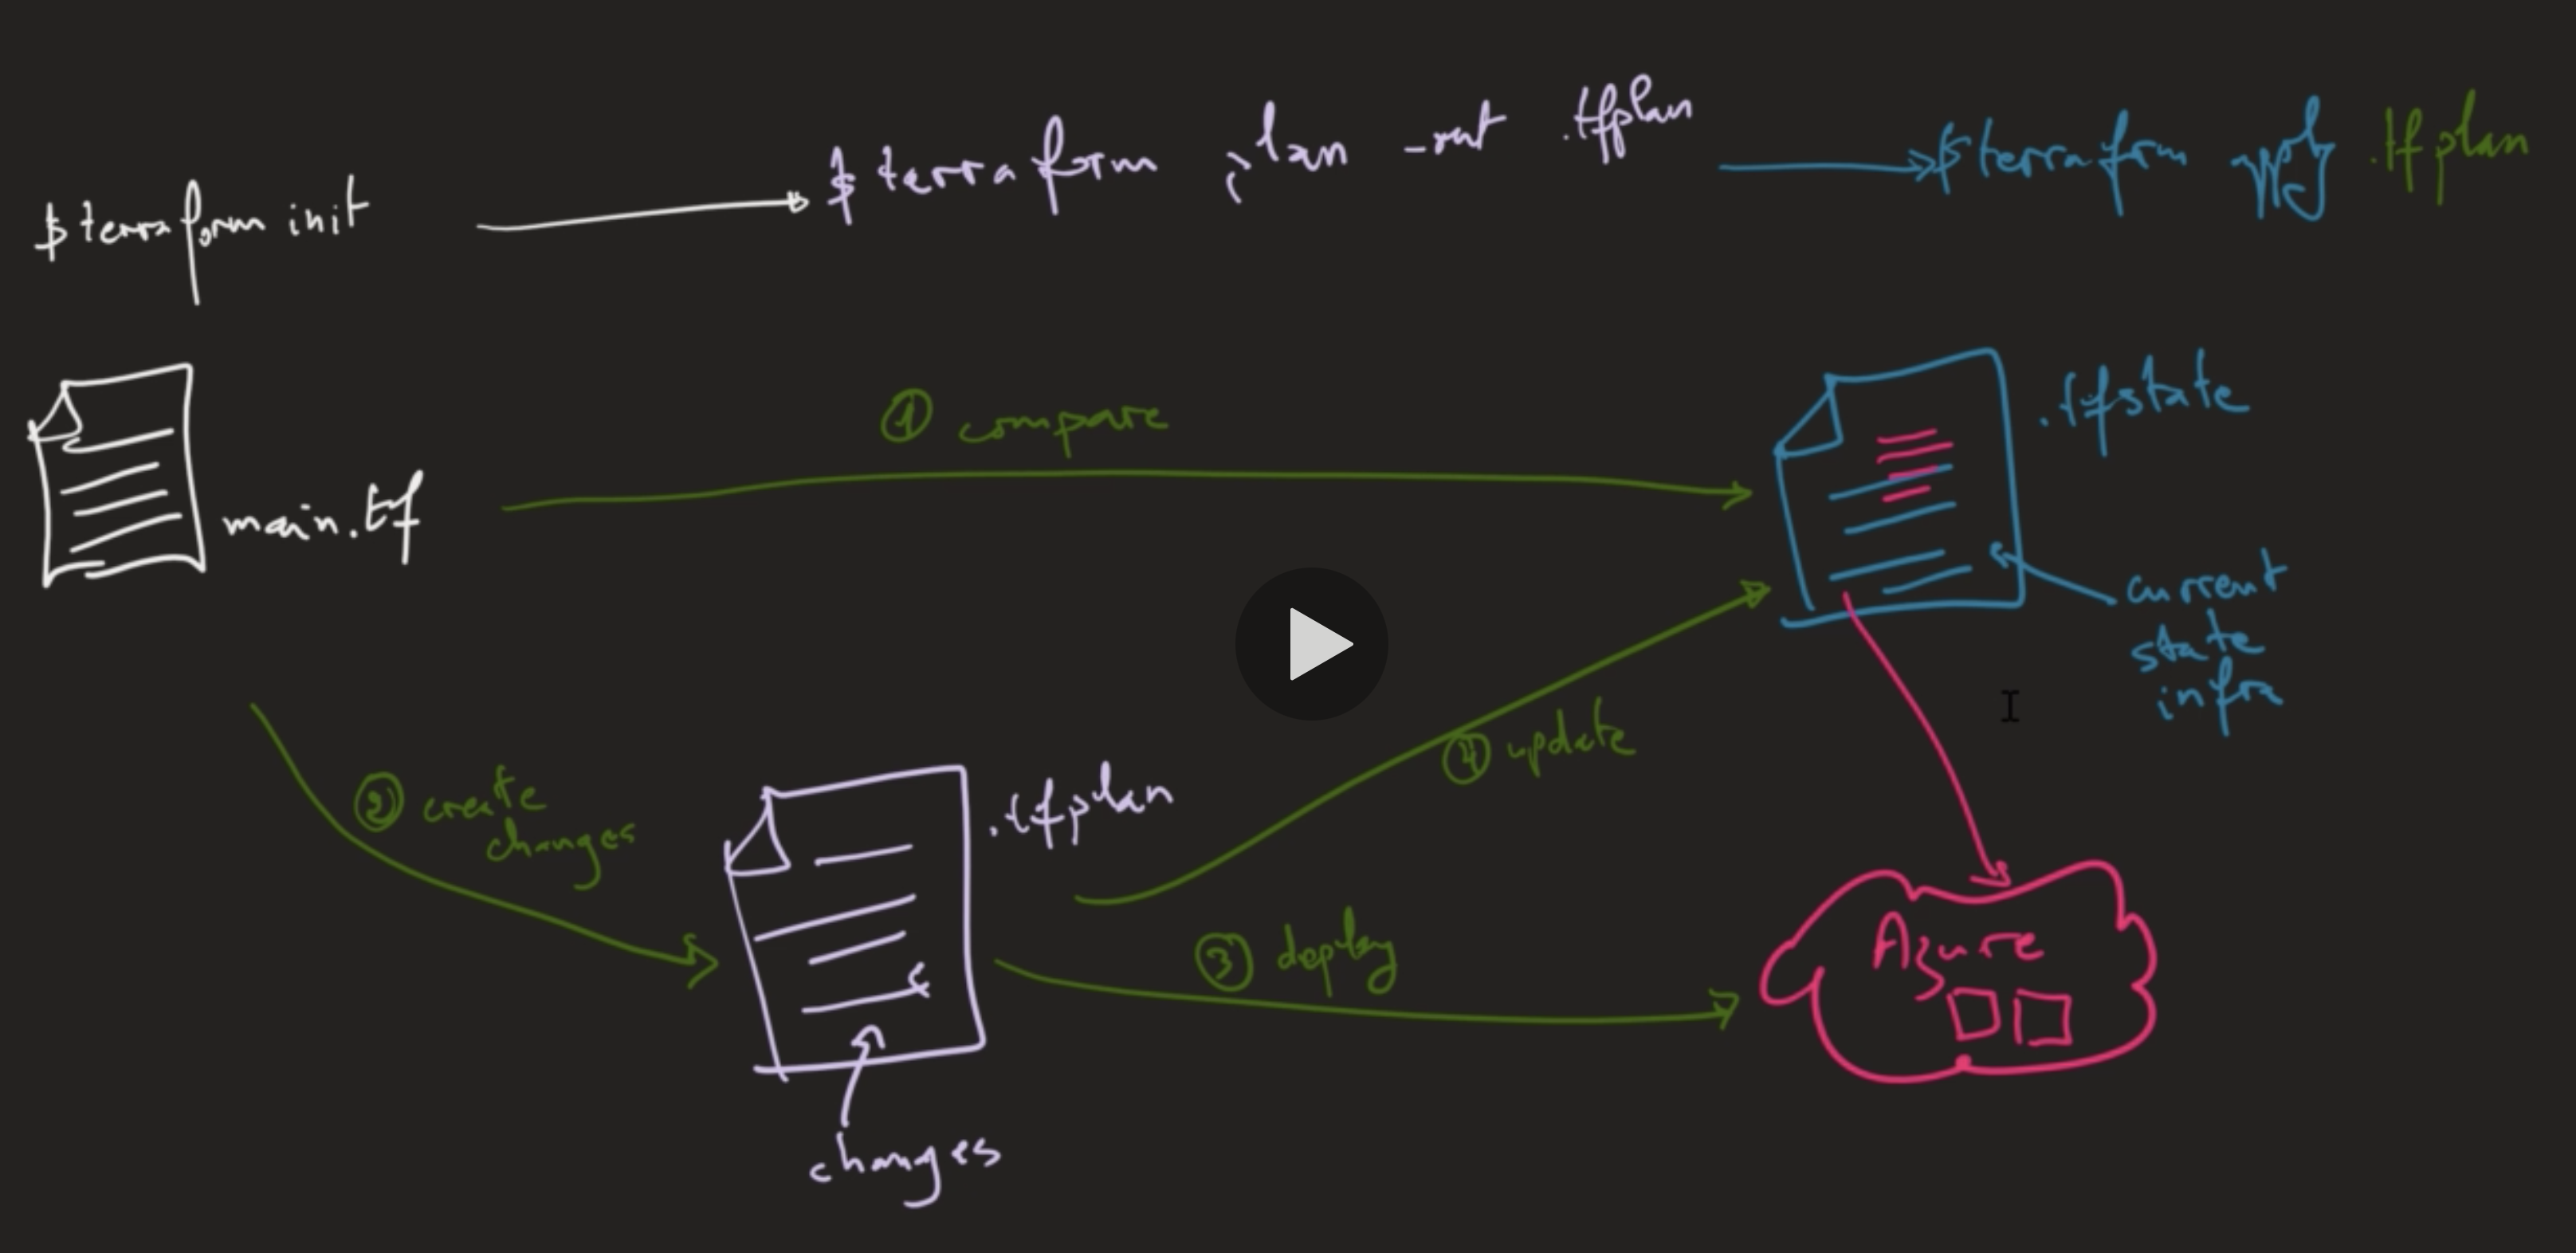 $ terraform init
$ terraform plan -out .tfplan
$ terrafrm apply .tfplan
① compare
.tfstate
main.tf
current
state
infra
④ update
② create
changes
.tfplan
③ deploy
Azure
changes